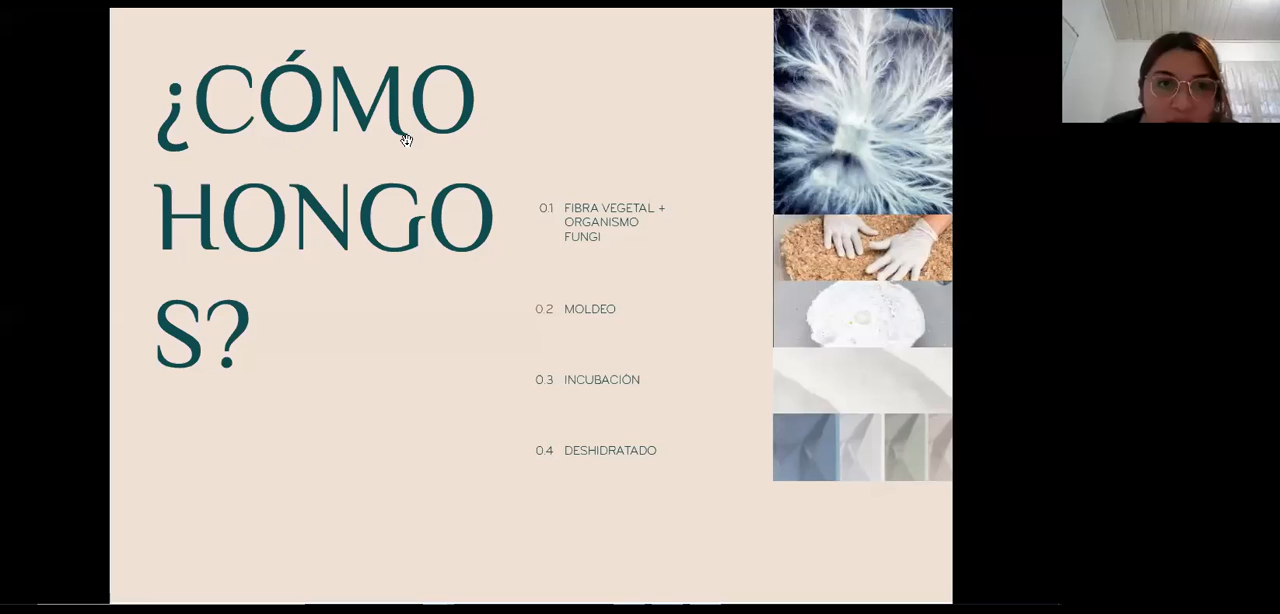 ¿CÓMO
HONGO
S?
0.1 FIBRA VEGETAL +
ORGANISMO
FUNGI
0.2 MOLDEO
0.3 INCUBACIÓN
0.4 DESHIDRATADO